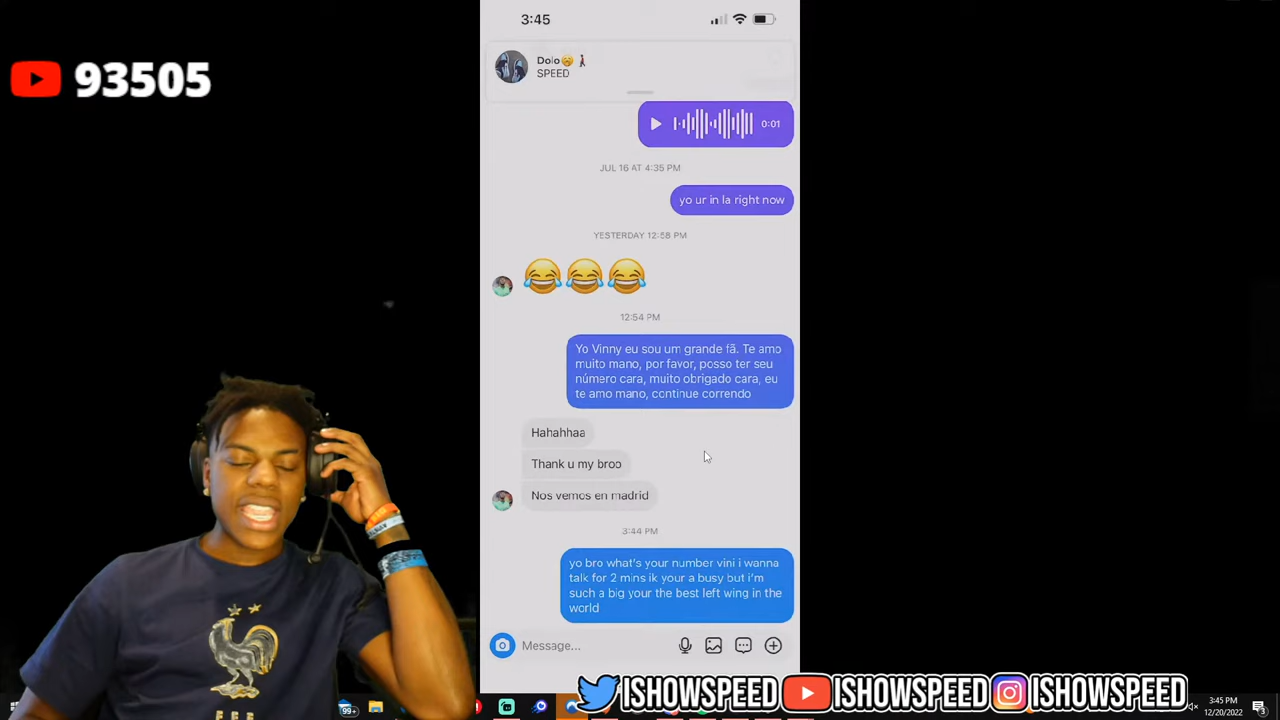 93505
3:45
Dolo
SPEED
0:01
JUL 16 AT 4:35 PM
yo ur in la right now
YESTERDAY 12:58 PM
12:54 PM
Yo Vinny eu sou um grande fã. Te amo
muito mano, por favor, posso ter seu
número cara, muito obrigado cara, eu
te amo mano, continue correndo
Hahahhaa
Thank u my broo
Nos vemos en madrid
3:44 PM
yo bro what's your number vini i wanna
talk for 2 mins ik your a busy but i'm
such a big your the best left wing in the
world
Message...
ISHOWSPEED ISHOWSPEED ISHOWSPEED
99+
3:45 PM
12/20/2022